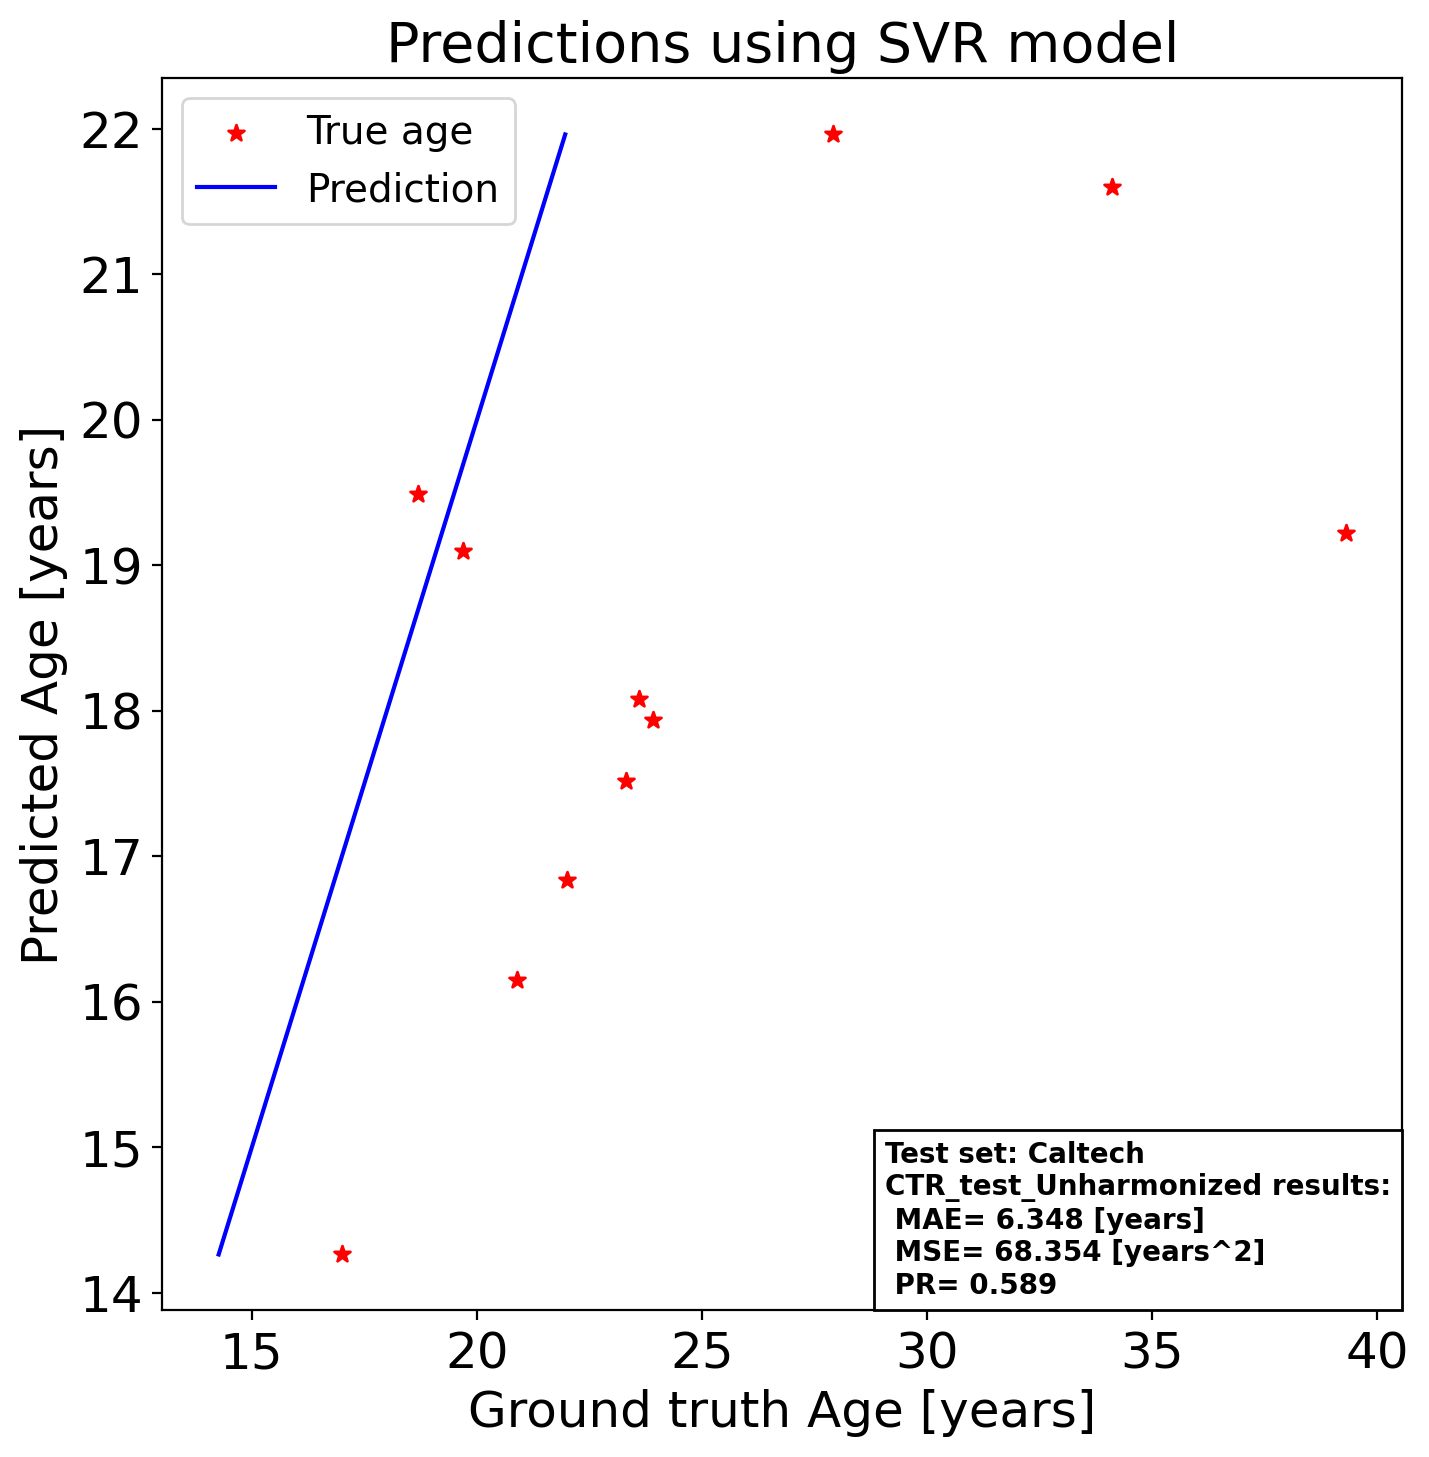 Predictions using SVR model
True age
Prediction
22
21
20
19
18
17
16
15
14
Predicted Age [years]
Test set: Caltech
CTR_test_Unharmonized results:
MAE= 6.348 [years]
MSE= 68.354 [years^2]
PR= 0.589
15 20 25 30 35 40
Ground truth Age [years]